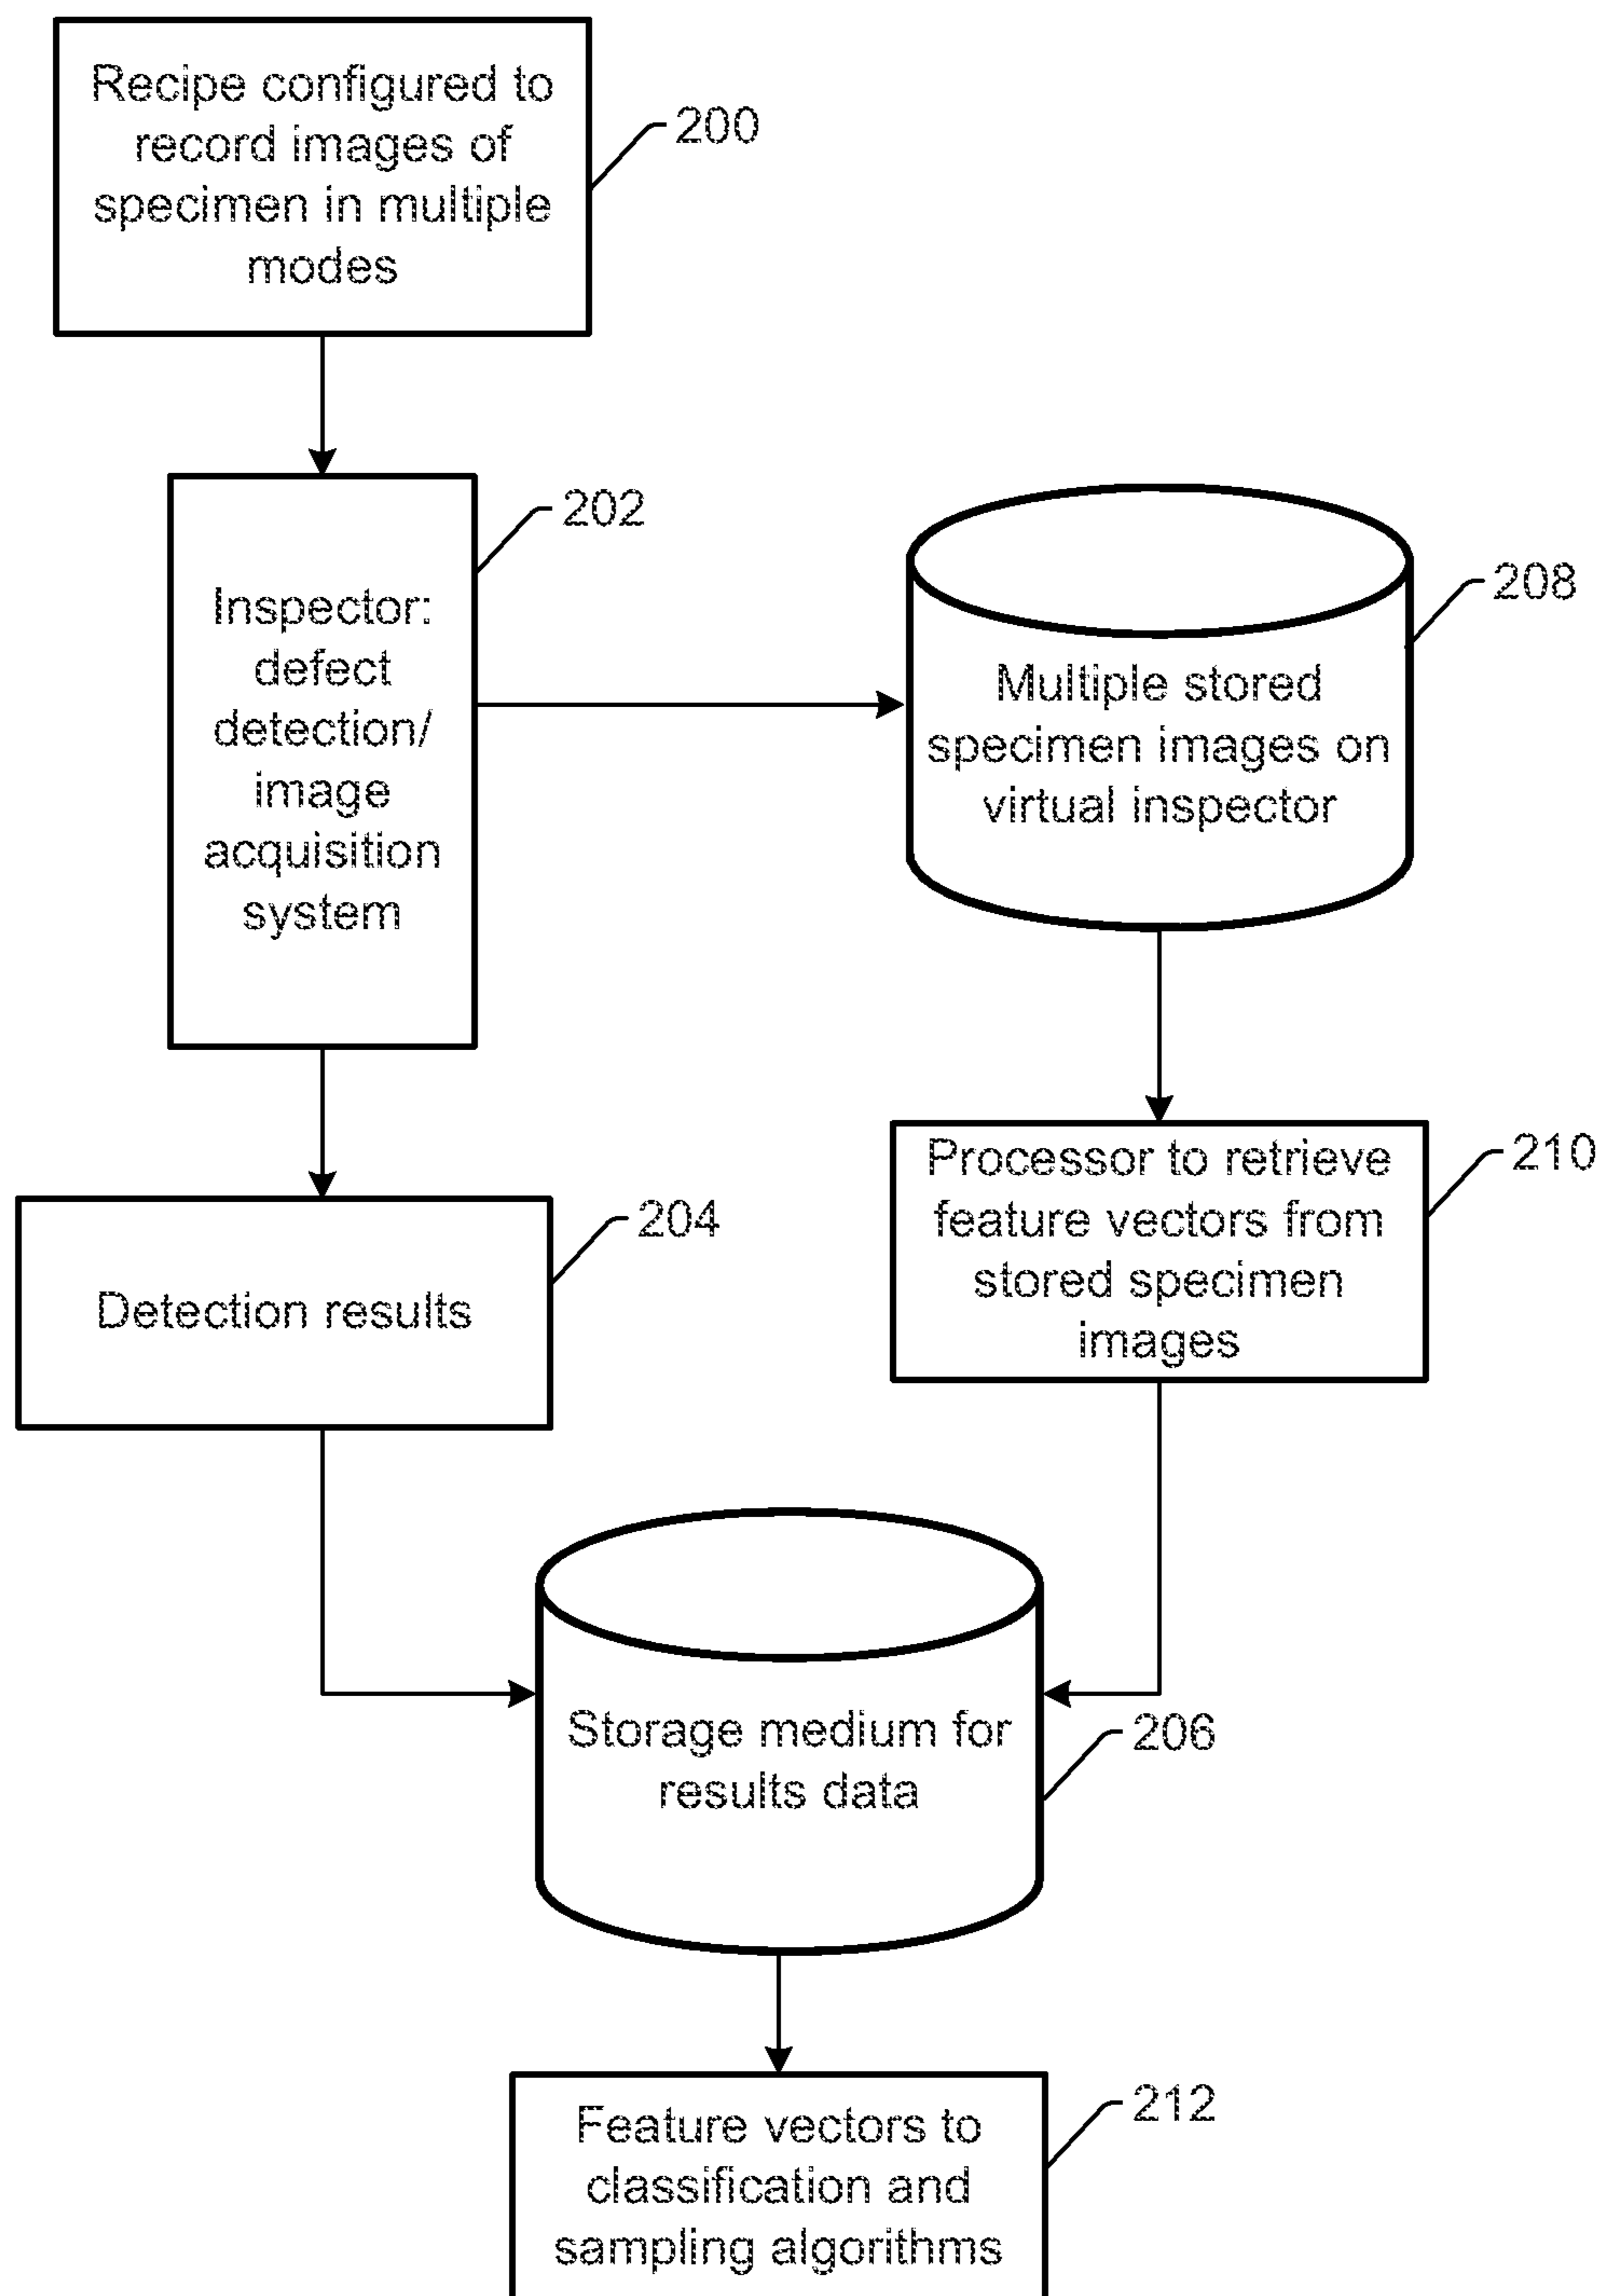 Recipe configured to
record images of
specimen in multiple
modes
200
Inspector:
defect
detection/
image
acquisition
system
202
Multiple stored
specimen images on
virtual inspector
208
Detection results
204
Processor to retrieve
feature vectors from
stored specimen
images
210
Storage medium for
results data
206
Feature vectors to
classification and
sampling algorithms
212